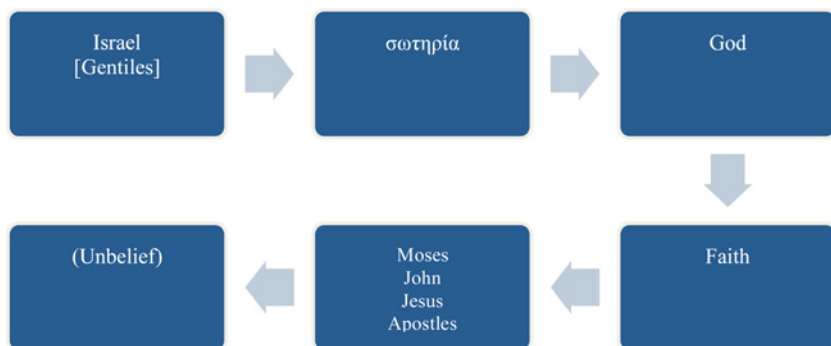 Israel
[Gentiles]
σωτηρία
God
Faith
Moses
John
Jesus
Apostles
(Unbelief)